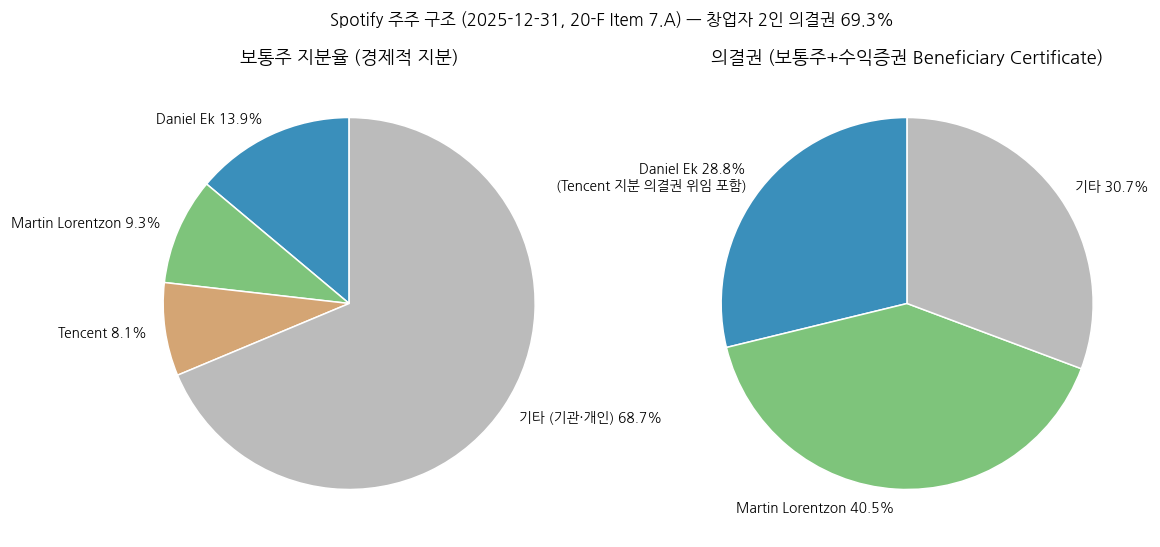 Spotify 주주 구조 (2025-12-31, 20-F Item 7.A) — 창업자 2인 의결권 69.3%
보통주 지분율 (경제적 지분)
Daniel Ek 13.9%
Martin Lorentzon 9.3%
Tencent 8.1%
기타 (기관·개인) 68.7%
의결권 (보통주+수익증권 Beneficiary Certificate)
Daniel Ek 28.8%
(Tencent 지분 의결권 위임 포함)
기타 30.7%
Martin Lorentzon 40.5%